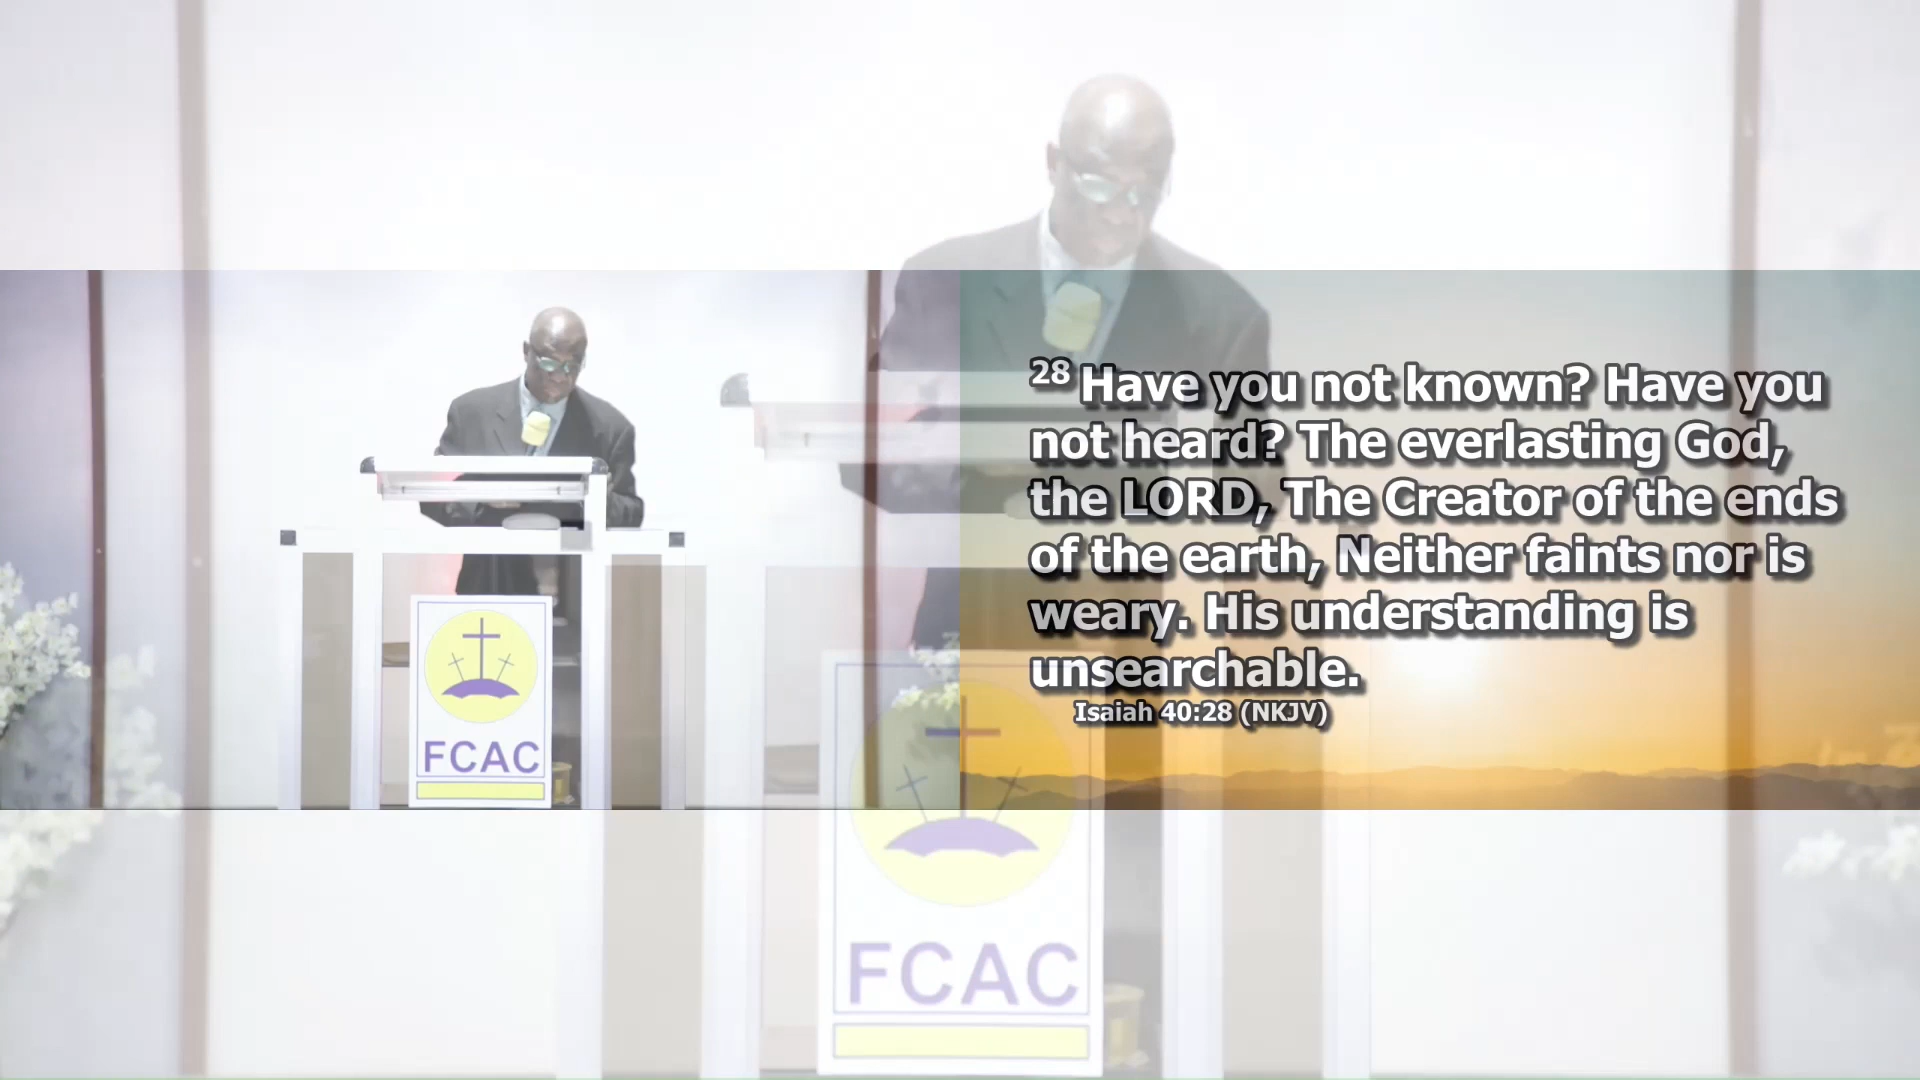 28 Have you not known? Have you
not heard? The everlasting God,
the LORD, The Creator of the ends
of the earth, Neither faints nor is
weary. His understanding is
unsearchable.
Isaiah 40:28 (NKJV)
FCAC
FCAC